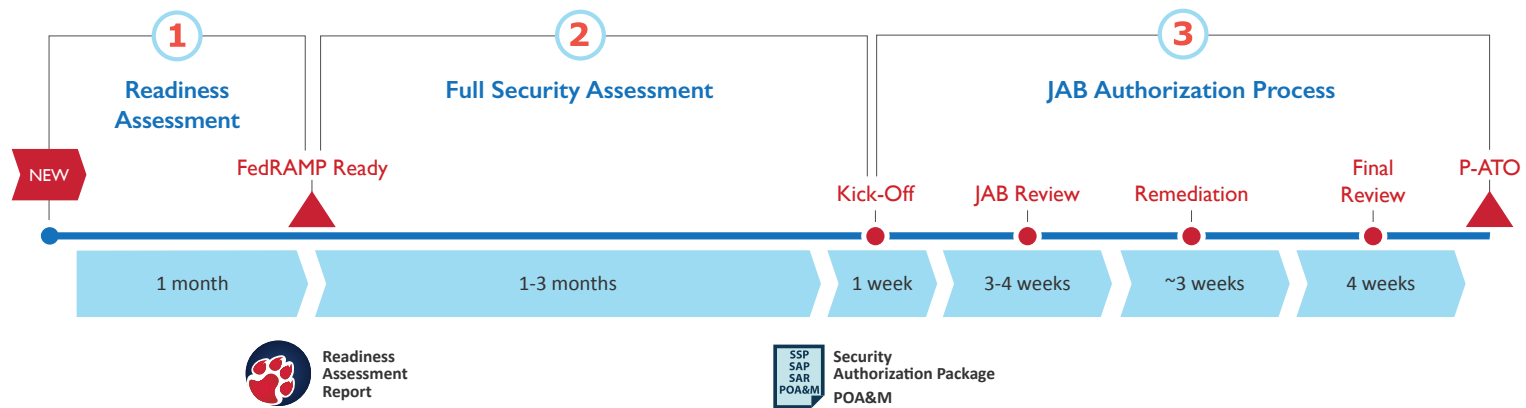 1
2
3
Readiness
Assessment
Full Security Assessment
JAB Authorization Process
NEW
FedRAMP Ready
Kick-Off
JAB Review
Remediation
Final
Review
P-ATO
1 month
1-3 months
1 week
3-4 weeks
~3 weeks
4 weeks
Readiness
Assessment
Report
SSP
SAP
SAR
POA&M
Security
Authorization Package
POA&M